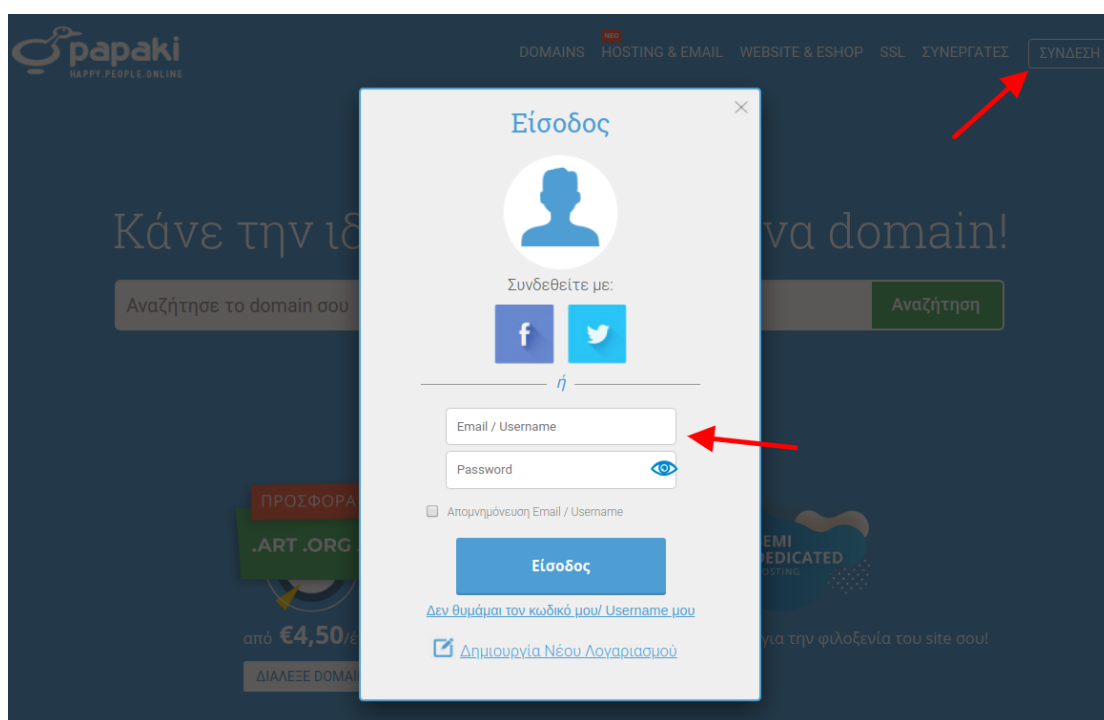 papaki
HAPPY.PEOPLE.ONLINE
NEO
DOMAINS HOSTING & EMAIL WEBSITE & ESHOP SSL ΣΥΝΕΡΓΑΤΕΣ ΣΥΝΔΕΣΗ
Είσοδος
Κάνε την ιδ
να domain!
Συνδεθείτε με:
Αναζήτησε το domain σου
Αναζήτηση
ή
Email / Username
Password
Απομνημόνευση Email / Username
ΠΡΟΣΦΟΡΑ
.ART .ORG
EMI
EDICATED
HOSTING
Είσοδος
Δεν θυμάμαι τον κωδικό μου/ Username μου
από €4,50/έ
για την φιλοξενία του site σου!
Δημιουργία Νέου Λογαριασμού
ΔΙΑΛΕΞΕ DOMAI